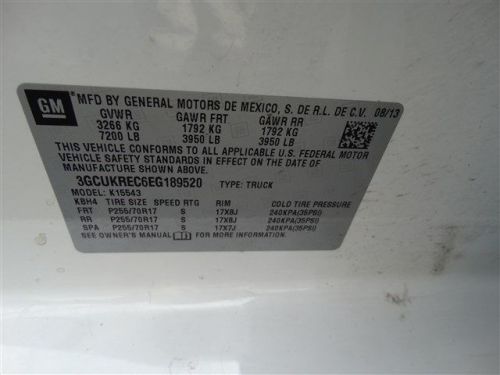 GM MFD BY GENERAL MOTORS DE MEXICO, S. DE R.L. DE C.V. 08/13
GVWR GAWR FRT GAWR RR
3266 KG 1792 KG 1792 KG
7200 LB 3950 LB 3950 LB
THIS VEHICLE CONFORMS TO ALL APPLICABLE U.S. FEDERAL MOTOR
VEHICLE SAFETY STANDARDS IN EFFECT ON THE DATE OF
MANUFACTURE SHOWN ABOVE.
3GCUKREC6EG189520 TYPE: TRUCK
MODEL: K15543
KBH4 TIRE SIZE SPEED RTG RIM COLD TIRE PRESSURE
FRT P255/70R17 S 17X8J 240KPA(35PSI)
RR P255/70R17 S 17X8J 240KPA(35PSI)
SPA P255/70R17 S 17X7J 240KPA(35PSI)
SEE OWNER'S MANUAL FOR MORE INFORMATION.